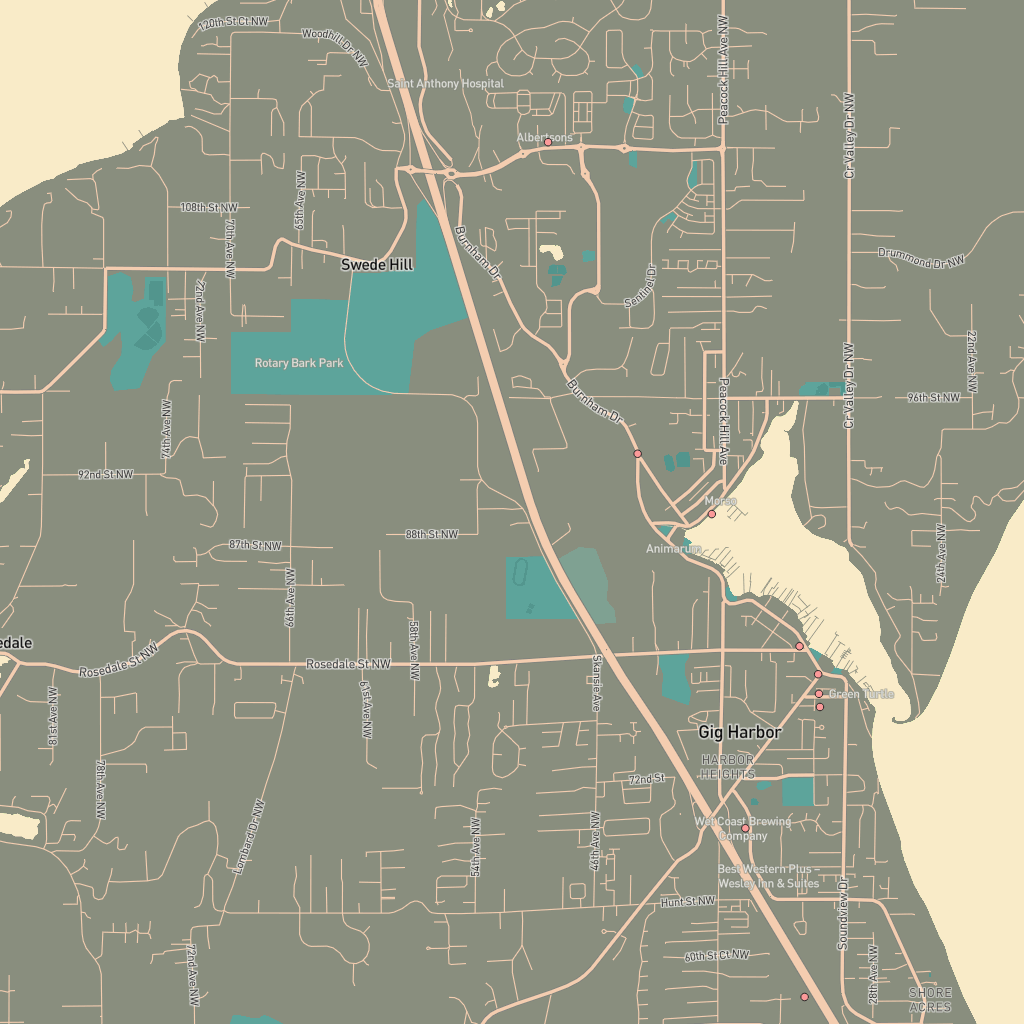 120th St Ct NW
Woodhill Dr NW
Peacock Hill Ave NW
Saint Anthony Hospital
Cr Valley Dr NW
Albertsons
65th Ave NW
108th St NW
70th Ave NW
Burnham Dr
Drummond Dr NW
Swede Hill
Sentinel Dr
72nd Ave NW
22nd Ave NW
Rotary Bark Park
Cr Valley Dr NW
Burnham Dr
Peacock Hill Ave
96th St NW
74th Ave NW
92nd St NW
Morso
88th St NW
24th Ave NW
87th St NW
Animarum
66th Ave NW
58th Ave NW
edale
Rosedale St NW
Rosedale St NW
Skansie Ave
61st Ave NW
81st Ave NW
Green Turtle
Gig Harbor
HARBOR
HEIGHTS
78th Ave NW
72nd St
Lombard Dr NW
54th Ave NW
46th Ave NW
Wet Coast Brewing
Company
Best Western Plus –
Wesley Inn & Suites
Hunt St NW
Soundview Dr
60th St Ct NW
72nd Ave NW
28th Ave NW
SHORE
ACRES